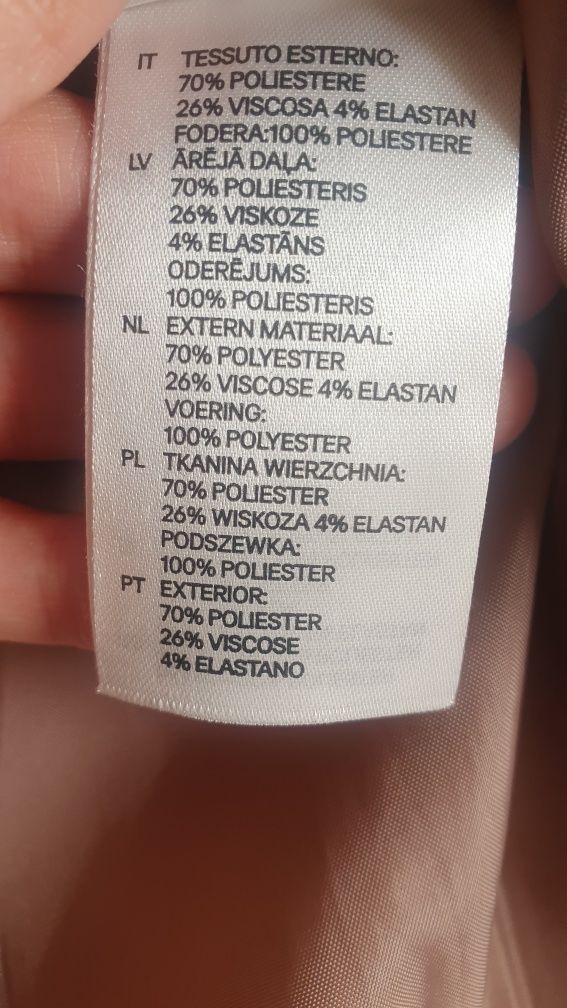 IT TESSUTO ESTERNO:
70% POLIESTERE
26% VISCOSA 4% ELASTAN
FODERA:100% POLIESTERE
LV ĀRĒJĀ DAĻA:
70% POLIESTERIS
26% VISKOZE
4% ELASTĀNS
ODERĒJUMS:
100% POLIESTERIS
NL EXTERN MATERIAAL:
70% POLYESTER
26% VISCOSE 4% ELASTAN
VOERING:
100% POLYESTER
PL TKANINA WIERZCHNIA:
70% POLIESTER
26% WISKOZA 4% ELASTAN
PODSZEWKA:
100% POLIESTER
PT EXTERIOR:
70% POLIESTER
26% VISCOSE
4% ELASTANO